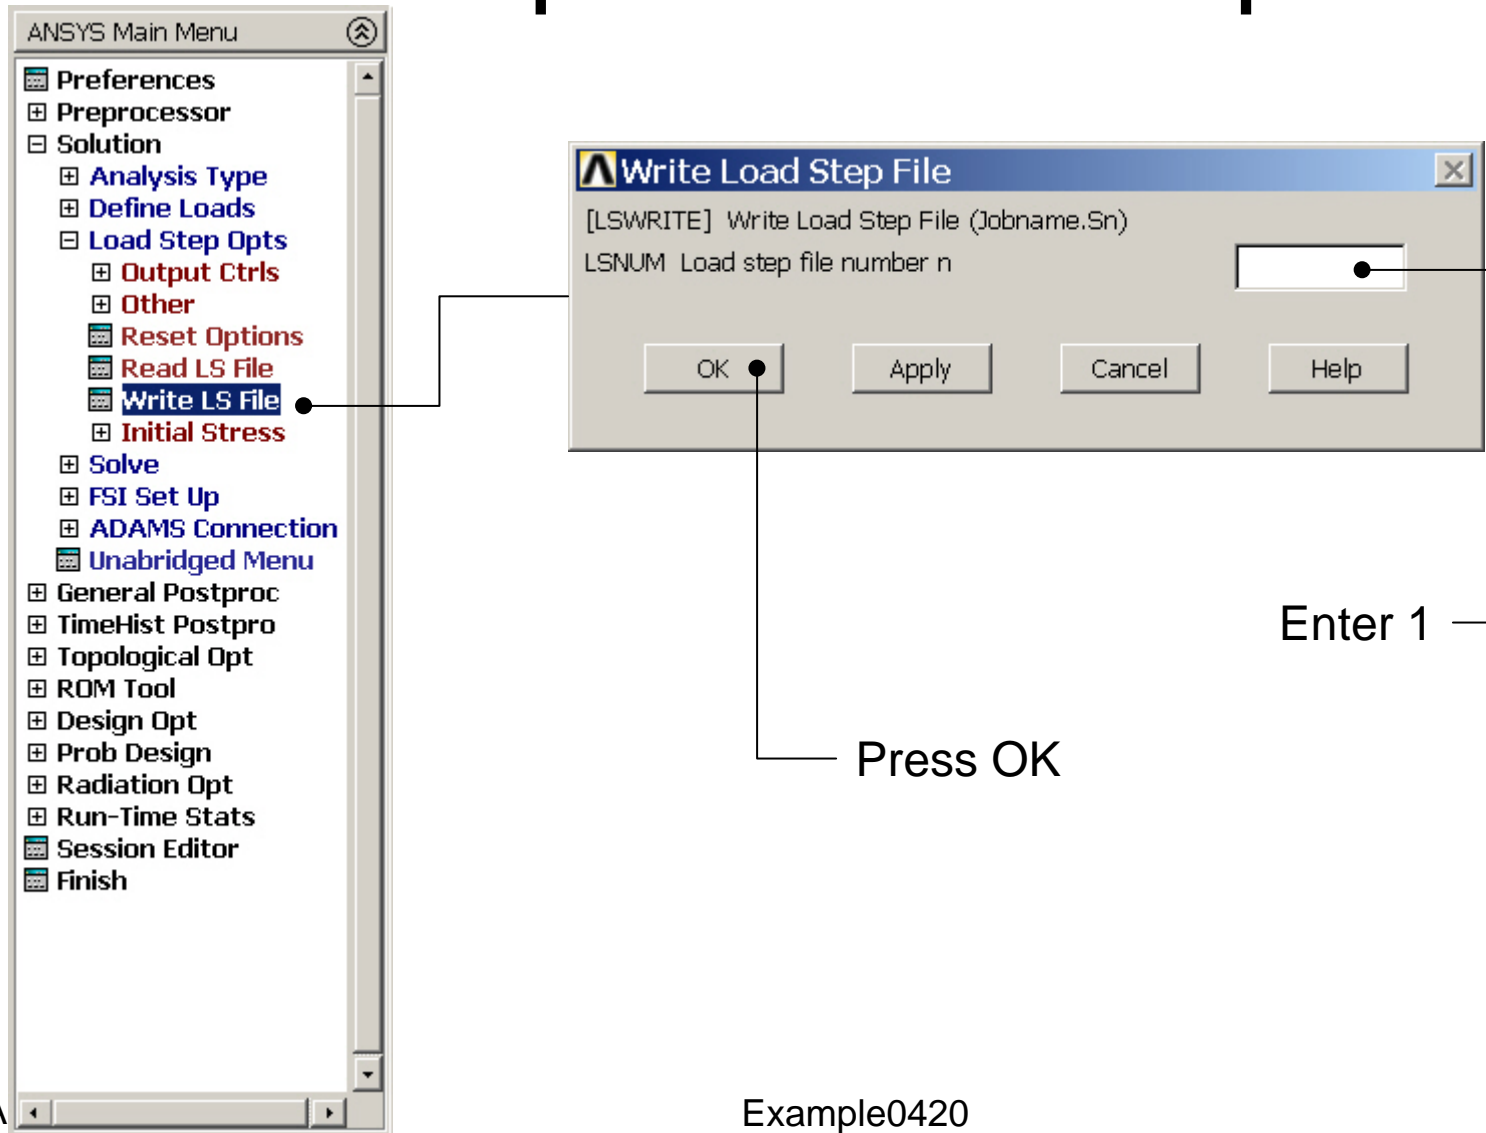 ANSYS Main Menu
Preferences
Preprocessor
Solution
Analysis Type
Define Loads
Load Step Opts
Output Ctrls
Other
Reset Options
Read LS File
Write LS File
Initial Stress
Solve
FSI Set Up
ADAMS Connection
Unabridged Menu
General Postproc
TimeHist Postpro
Topological Opt
ROM Tool
Design Opt
Prob Design
Radiation Opt
Run-Time Stats
Session Editor
Finish
Write Load Step File
[LSWRITE] Write Load Step File (Jobname.Sn)
LSNUM Load step file number n
OK Apply Cancel Help
Enter 1
Press OK
Example0420